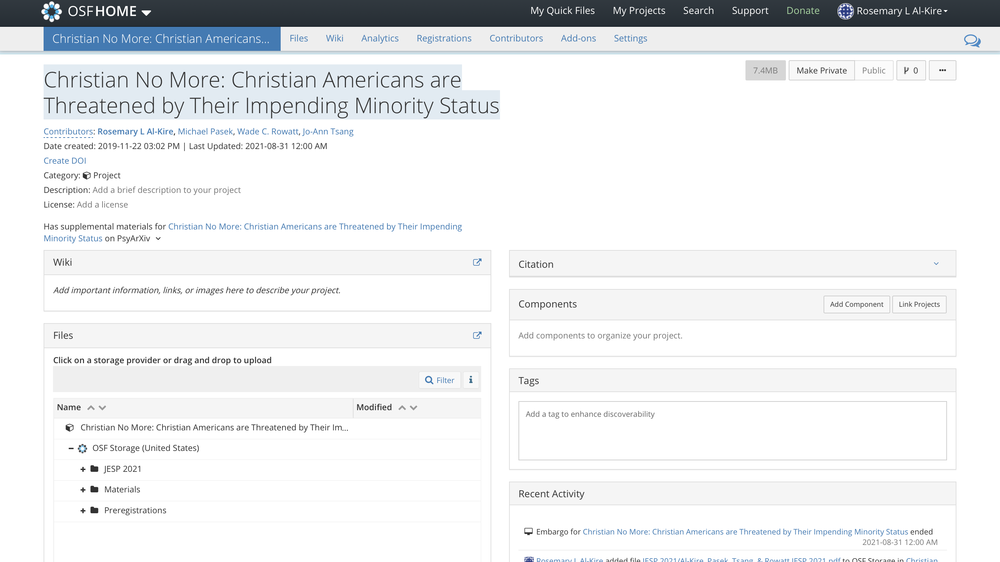 OSFHOME
My Quick Files My Projects Search Support Donate Rosemary L Al-Kire
Christian No More: Christian Americans... Files Wiki Analytics Registrations Contributors Add-ons Settings
7.4MB Make Private Public 0 ...
Christian No More: Christian Americans are
Threatened by Their Impending Minority Status
Contributors: Rosemary L Al-Kire, Michael Pasek, Wade C. Rowatt, Jo-Ann Tsang
Date created: 2019-11-22 03:02 PM | Last Updated: 2021-08-31 12:00 AM
Create DOI
Category: Project
Description: Add a brief description to your project
License: Add a license
Has supplemental materials for Christian No More: Christian Americans are Threatened by Their Impending
Minority Status on PsyArXiv
Wiki
Add important information, links, or images here to describe your project.
Files
Click on a storage provider or drag and drop to upload
Filter i
Name Modified
Christian No More: Christian Americans are Threatened by Their Im...
OSF Storage (United States)
JESP 2021
Materials
Preregistrations
Citation
Components Add Component Link Projects
Add components to organize your project.
Tags
Add a tag to enhance discoverability
Recent Activity
Embargo for Christian No More: Christian Americans are Threatened by Their Impending Minority Status ended
2021-08-31 12:00 AM
Rosemary L Al-Kire added file JESP 2021/Al-Kire, Pasek, Tsang, & Rowatt JESP 2021.pdf to OSF Storage in Christian